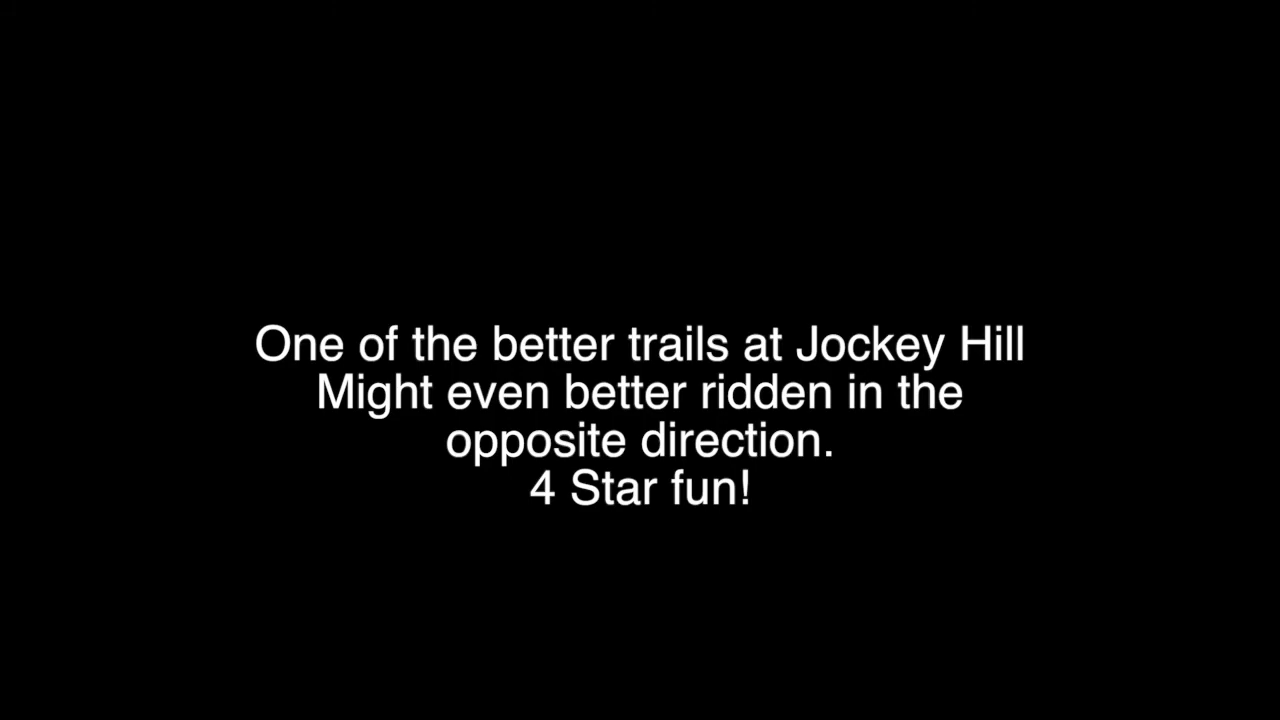 One of the better trails at Jockey Hill
Might even better ridden in the
opposite direction.
4 Star fun!